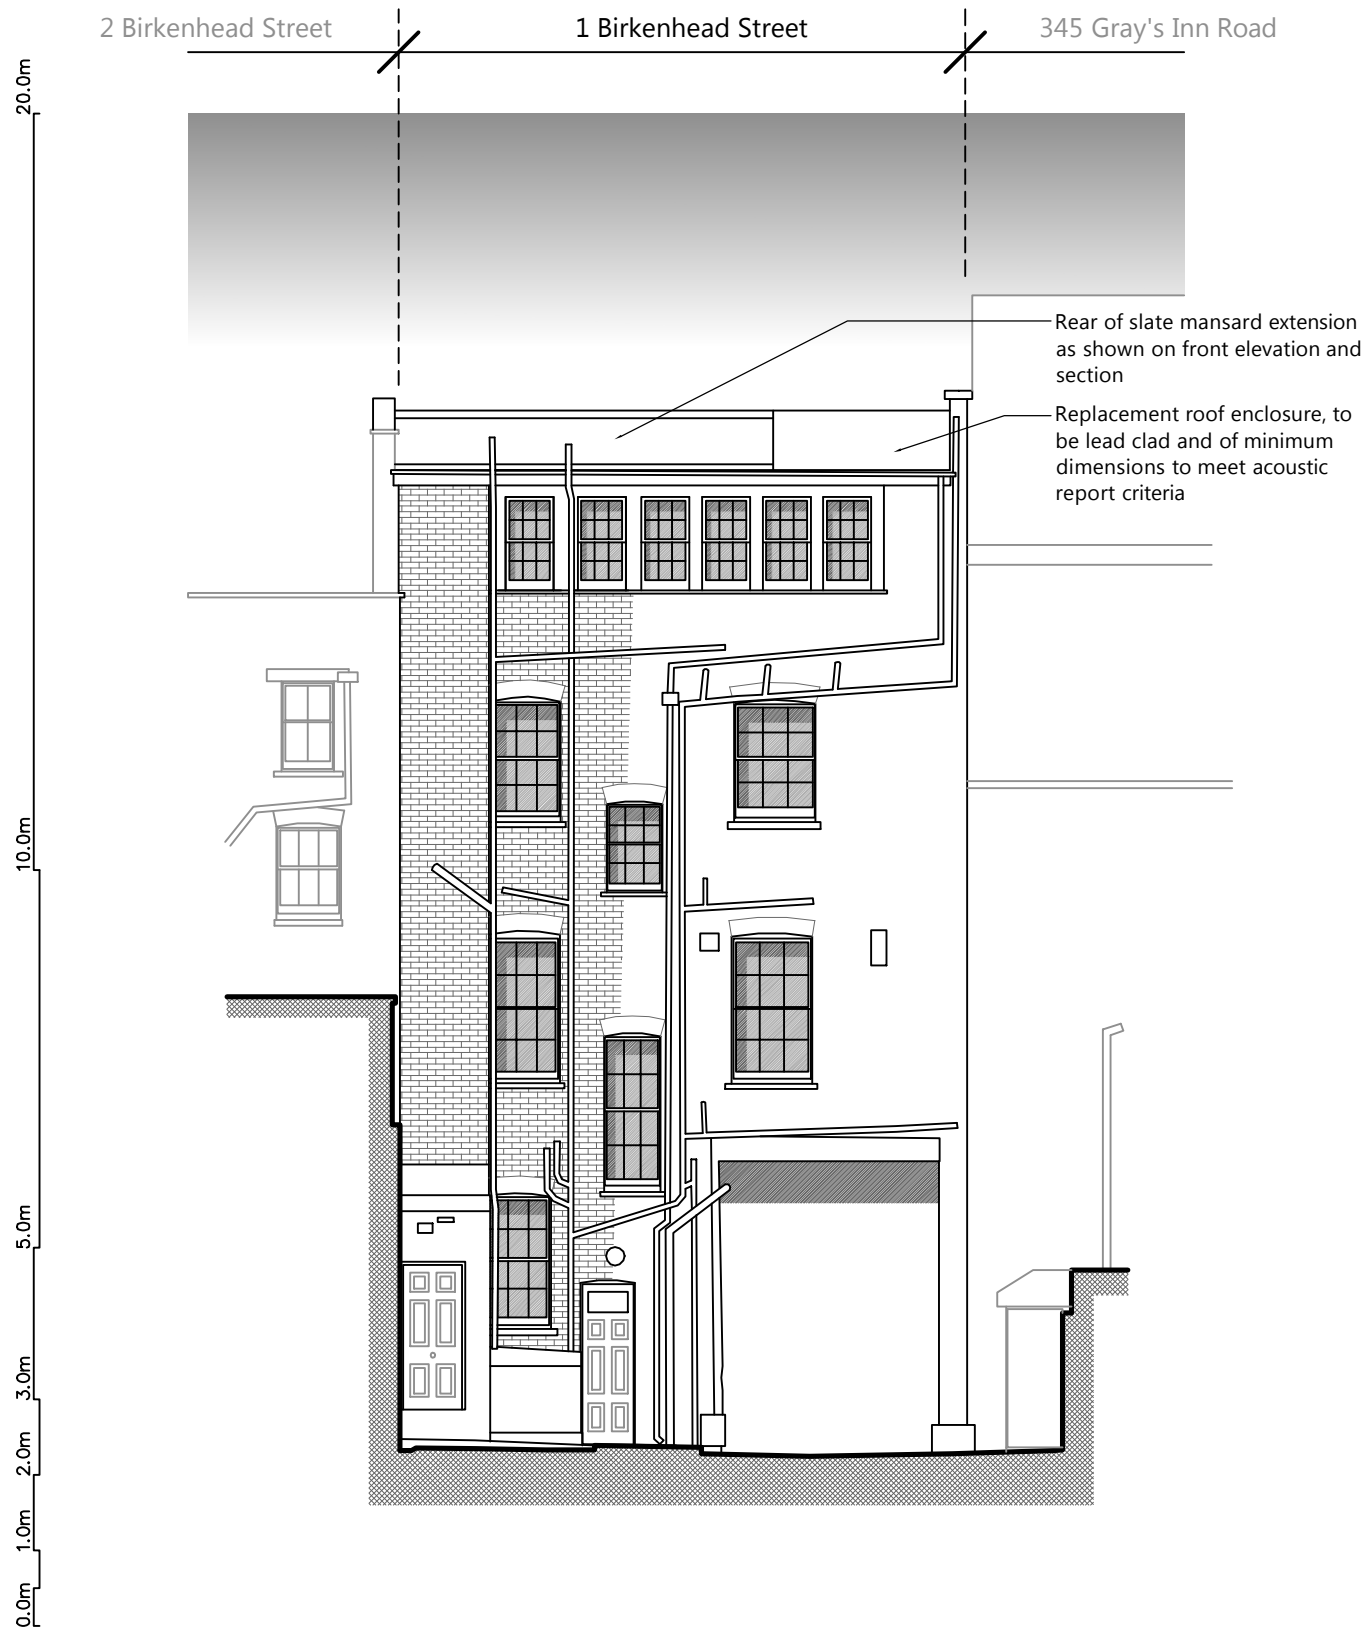 2 Birkenhead Street
1 Birkenhead Street
345 Gray's Inn Road
20.0m
Rear of slate mansard extension
as shown on front elevation and
section
Replacement roof enclosure, to
be lead clad and of minimum
dimensions to meet acoustic
report criteria
10.0m
5.0m
3.0m
2.0m
1.0m
0.0m